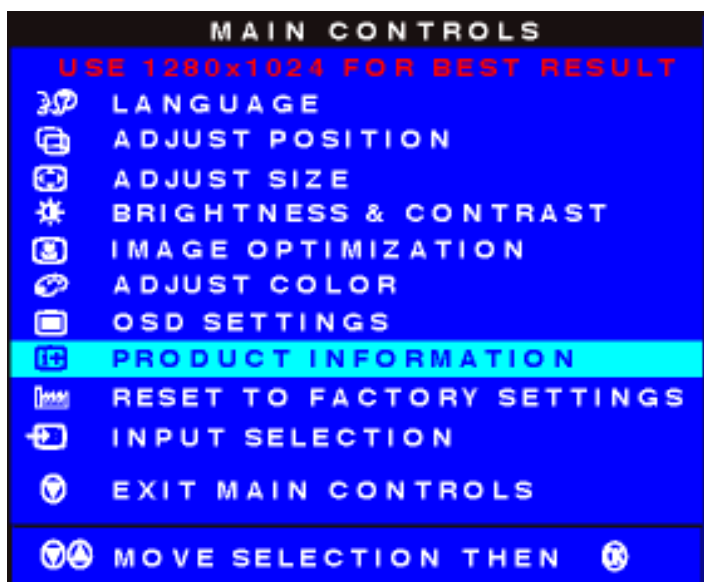 MAIN CONTROLS
USE 1280x1024 FOR BEST RESULT
LANGUAGE
ADJUST POSITION
ADJUST SIZE
BRIGHTNESS & CONTRAST
IMAGE OPTIMIZATION
ADJUST COLOR
OSD SETTINGS
PRODUCT INFORMATION
RESET TO FACTORY SETTINGS
INPUT SELECTION
EXIT MAIN CONTROLS
MOVE SELECTION THEN OK